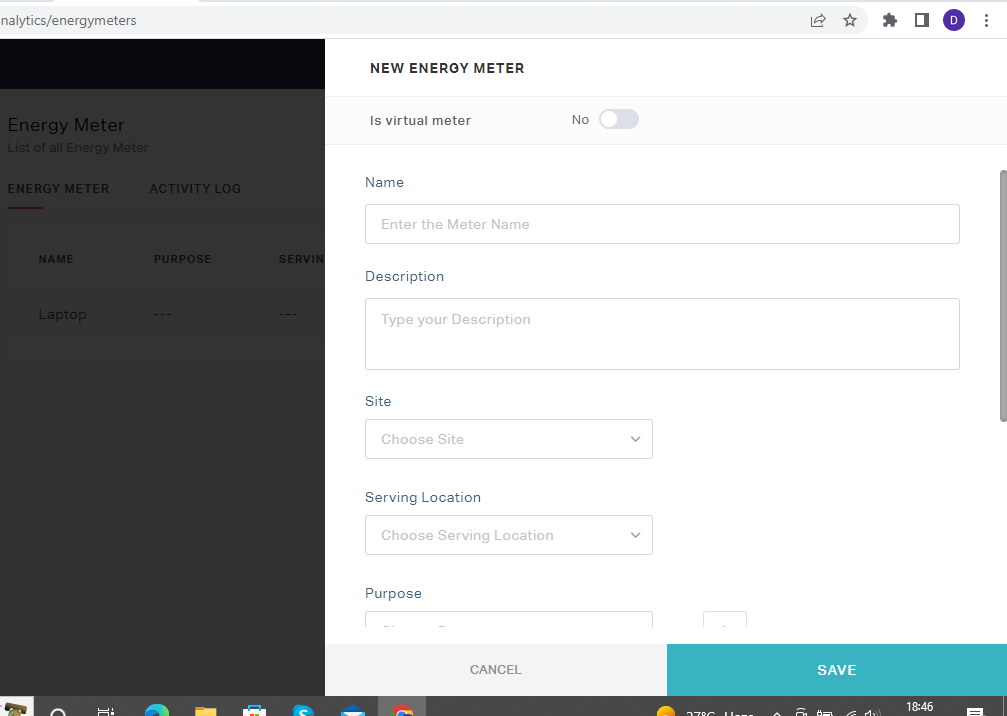 nalytics/energymeters
D
NEW ENERGY METER
Is virtual meter No
Energy Meter
List of all Energy Meter
ENERGY METER ACTIVITY LOG
NAME PURPOSE SERVIN
Laptop --- ---
Name
Enter the Meter Name
Description
Type your Description
Site
Choose Site
Serving Location
Choose Serving Location
Purpose
CANCEL SAVE
27°C Haze 18:46